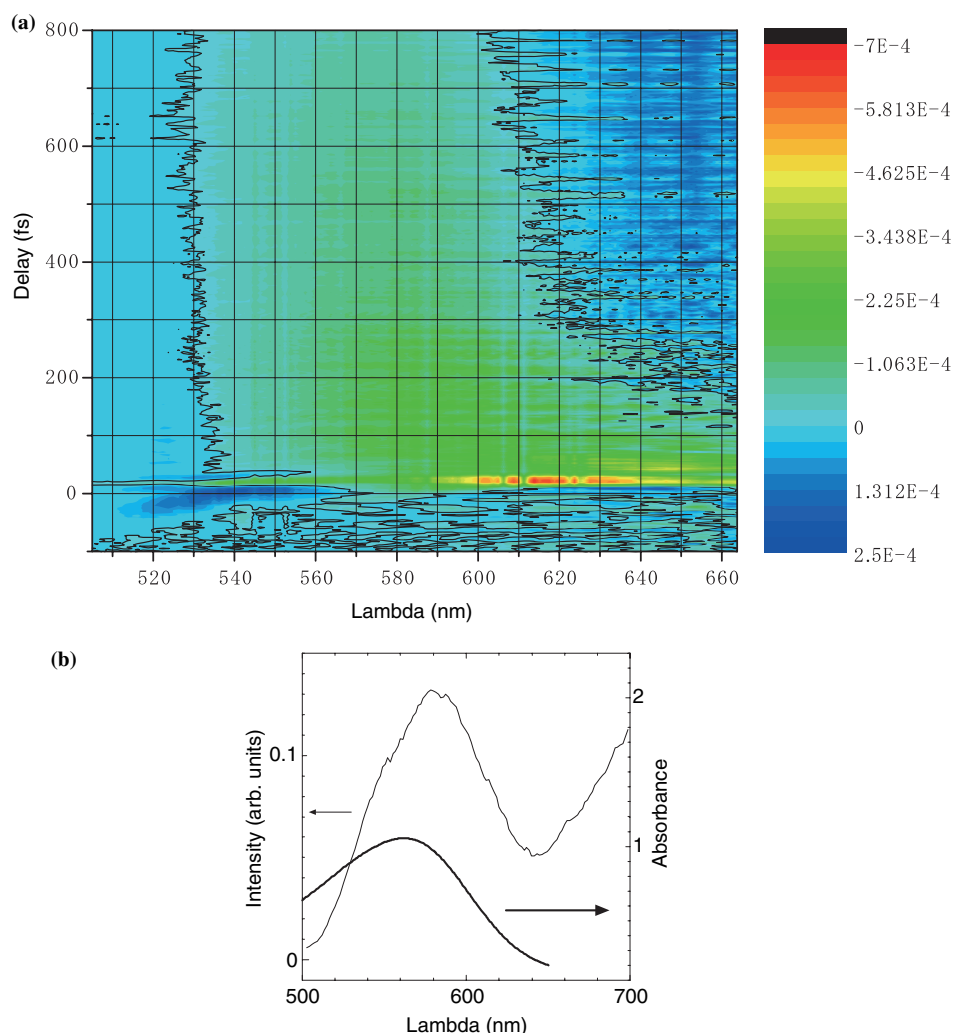 (a)
800
600
400
200
0
Delay (fs)
520 540 560 580 600 620 640 660
Lambda (nm)
-7E-4
-5.813E-4
-4.625E-4
-3.438E-4
-2.25E-4
-1.063E-4
0
1.312E-4
2.5E-4
(b)
0.1
0
Intensity (arb. units)
2
1
Absorbance
500 600 700
Lambda (nm)